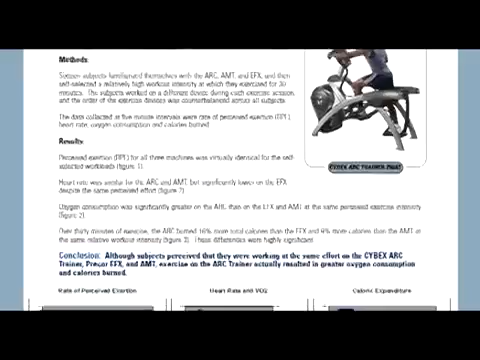 Methods:
Sixteen subjects familiarized themselves with the ARC, AMT, and EFX, and then
self-selected a relatively high workout intensity at which they exercised for 30
minutes. The subjects worked on a different device during each exercise session,
and the order of the exercise devices was counterbalanced across all subjects.
The data collected at five minute intervals were rate of perceived exertion (RPE),
heart rate, oxygen consumption and calories burned.
CYBEX ARC TRAINER
Results:
Perceived exertion (RPE) for all three machines was virtually identical for the self-
selected workloads (figure 1).
Heart rate was similar for the ARC and AMT, but significantly lower on the EFX
despite the same perceived effort (figure 2).
Oxygen consumption was significantly greater on the ARC than on the EFX and AMT at the same perceived exercise intensity
(figure 2).
Over thirty minutes of exercise, the ARC burned 16% more total calories than the EFX and 9% more calories than the AMT at
the same relative workout intensity (figure 3). These differences were highly significant.
Conclusion: Although subjects perceived that they were working at the same effort on the CYBEX ARC
Trainer, Precor EFX, and AMT, exercise on the ARC Trainer actually resulted in greater oxygen consumption
and calories burned.
Rate of Perceived Exertion
Heart Rate and VO2
Caloric Expenditure